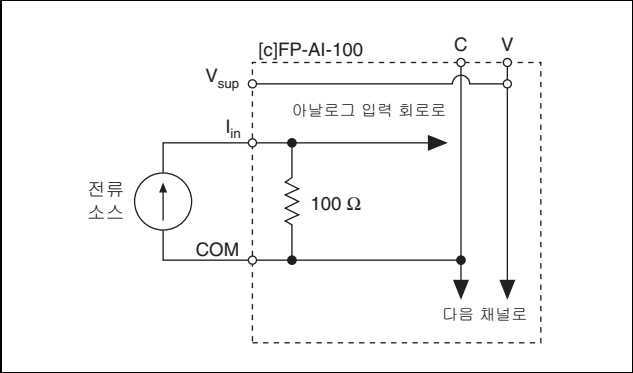 [c]FP-AI-100
C
V
Vsup
아날로그 입력 회로로
Iin
전류
소스
100 Ω
COM
다음 채널로